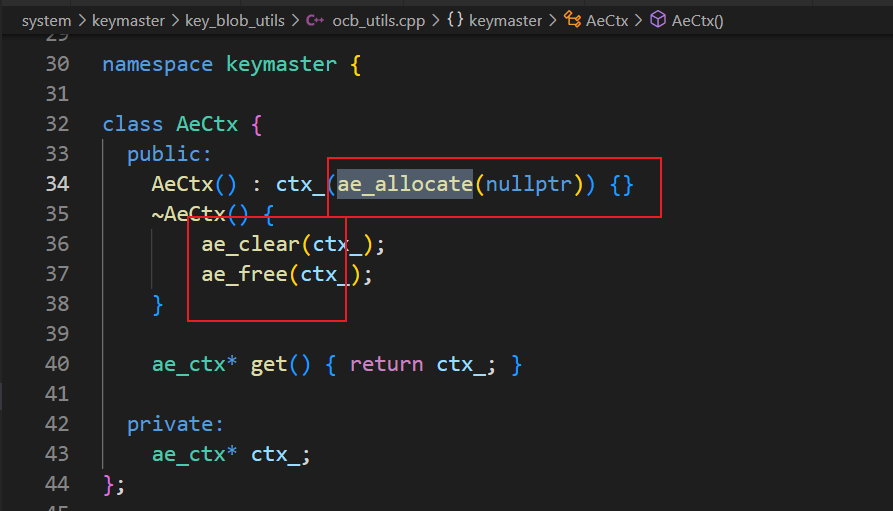 system > keymaster > key_blob_utils > C++ ocb_utils.cpp > {} keymaster > AeCtx > AeCtx()
29
30 namespace keymaster {
31
32 class AeCtx {
33 public:
34 AeCtx() : ctx_(ae_allocate(nullptr)) {}
35 ~AeCtx() {
36 ae_clear(ctx_);
37 ae_free(ctx_);
38 }
39
40 ae_ctx* get() { return ctx_; }
41
42 private:
43 ae_ctx* ctx_;
44 };